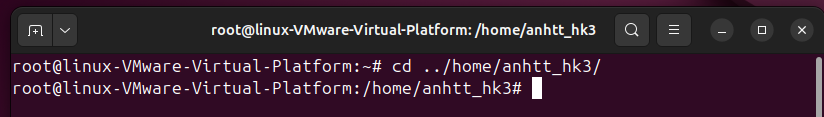 root@linux-VMware-Virtual-Platform: /home/anhtt_hk3
root@linux-VMware-Virtual-Platform:~# cd ../home/anhtt_hk3/
root@linux-VMware-Virtual-Platform:/home/anhtt_hk3#